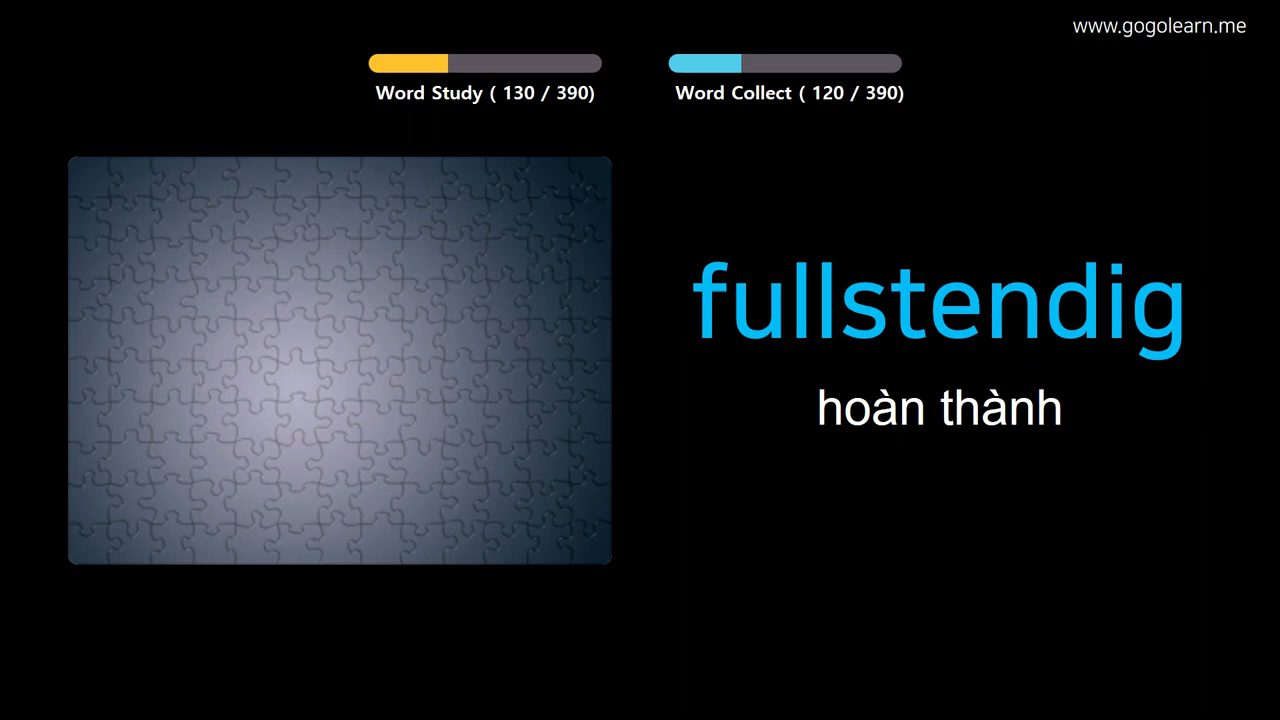 www.gogolearn.me
Word Study ( 130 / 390)
Word Collect ( 120 / 390)
fullstendig
hoàn thành